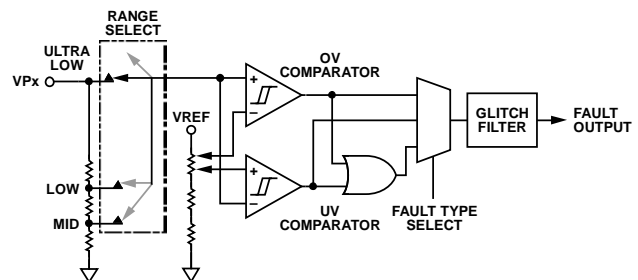 RANGE
SELECT
ULTRA
LOW
VPx
LOW
MID
VREF
+
−
+
−
OV
COMPARATOR
UV
COMPARATOR
FAULT TYPE
SELECT
GLITCH
FILTER
FAULT
OUTPUT